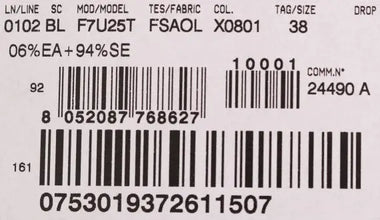 LN/LINE SC MOD/MODEL TES/FABRIC COL. TAG/SIZE DROP
0102 BL F7U25T FSAOL X0801 38
06%EA+94%SE
10001
COMM.N°
92
24490 A
8 052087 768627
161
0753019372611507